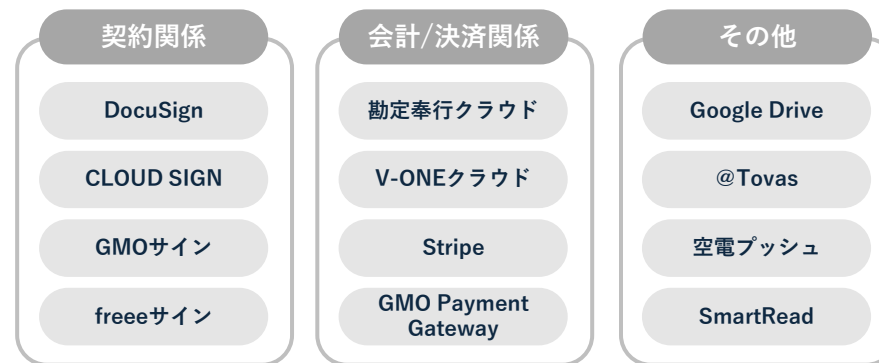 契約関係
DocuSign
CLOUD SIGN
GMOサイン
freeeサイン
会計/決済関係
勘定奉行クラウド
V-ONEクラウド
Stripe
GMO Payment
Gateway
その他
Google Drive
@Tovas
空電プッシュ
SmartRead